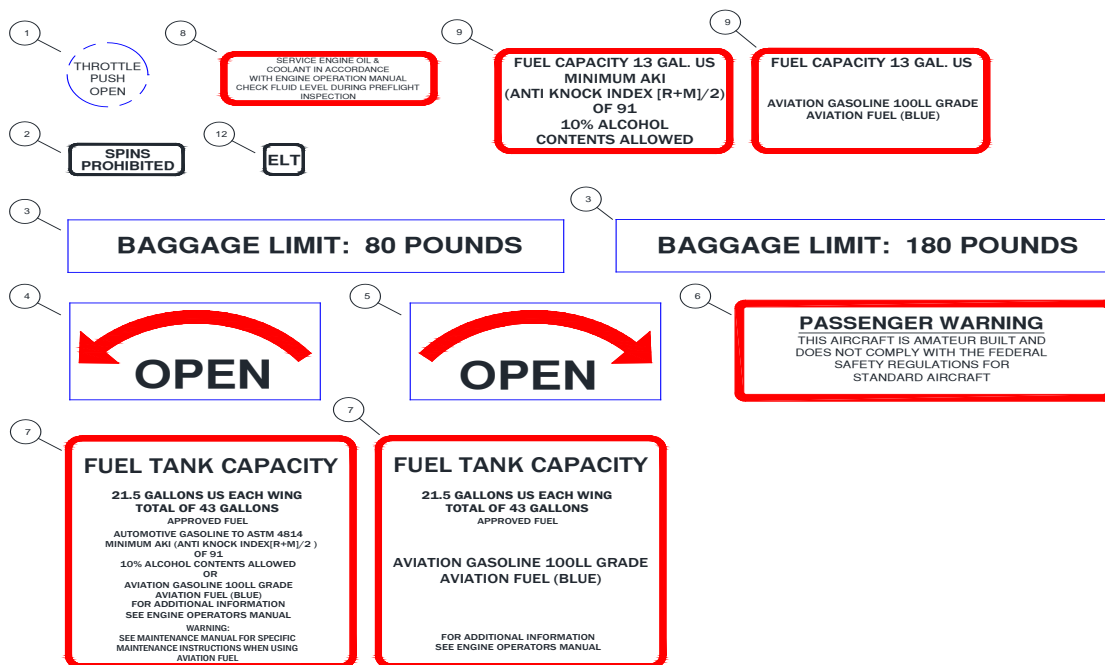 1
THROTTLE
PUSH
OPEN
8
SERVICE ENGINE OIL &
COOLANT IN ACCORDANCE
WITH ENGINE OPERATION MANUAL
CHECK FLUID LEVEL DURING PREFLIGHT
INSPECTION
9
FUEL CAPACITY 13 GAL. US
MINIMUM AKI
(ANTI KNOCK INDEX [R+M]/2)
OF 91
10% ALCOHOL
CONTENTS ALLOWED
9
FUEL CAPACITY 13 GAL. US
AVIATION GASOLINE 100LL GRADE
AVIATION FUEL (BLUE)
2
SPINS
PROHIBITED
12
ELT
3
BAGGAGE LIMIT: 80 POUNDS
3
BAGGAGE LIMIT: 180 POUNDS
4
OPEN
5
OPEN
6
PASSENGER WARNING
THIS AIRCRAFT IS AMATEUR BUILT AND
DOES NOT COMPLY WITH THE FEDERAL
SAFETY REGULATIONS FOR
STANDARD AIRCRAFT
7
FUEL TANK CAPACITY
21.5 GALLONS US EACH WING
TOTAL OF 43 GALLONS
APPROVED FUEL
AUTOMOTIVE GASOLINE TO ASTM 4814
MINIMUM AKI (ANTI KNOCK INDEX[R+M]/2 )
OF 91
10% ALCOHOL CONTENTS ALLOWED
OR
AVIATION GASOLINE 100LL GRADE
AVIATION FUEL (BLUE)
FOR ADDITIONAL INFORMATION
SEE ENGINE OPERATORS MANUAL
WARNING:
SEE MAINTENANCE MANUAL FOR SPECIFIC
MAINTENANCE INSTRUCTIONS WHEN USING
AVIATION FUEL
7
FUEL TANK CAPACITY
21.5 GALLONS US EACH WING
TOTAL OF 43 GALLONS
APPROVED FUEL
AVIATION GASOLINE 100LL GRADE
AVIATION FUEL (BLUE)
FOR ADDITIONAL INFORMATION
SEE ENGINE OPERATORS MANUAL